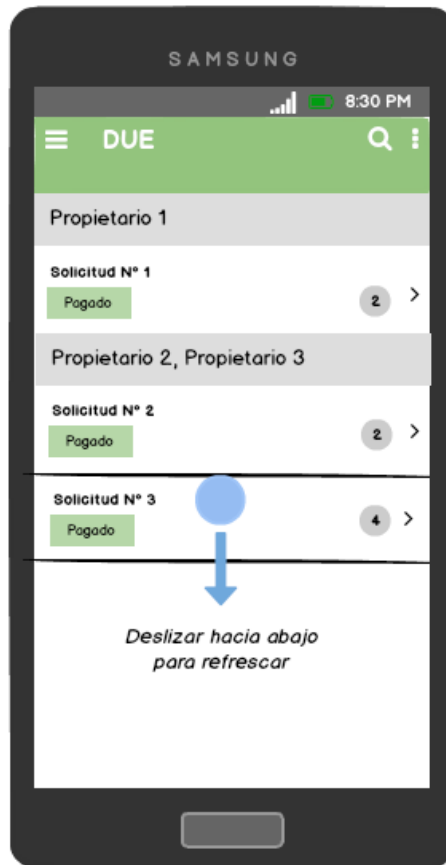 SAMSUNG
8:30 PM
DUE
Propietario 1
Solicitud Nº 1
Pagado
2
Propietario 2, Propietario 3
Solicitud Nº 2
Pagado
2
Solicitud Nº 3
Pagado
4
Deslizar hacia abajo
para refrescar